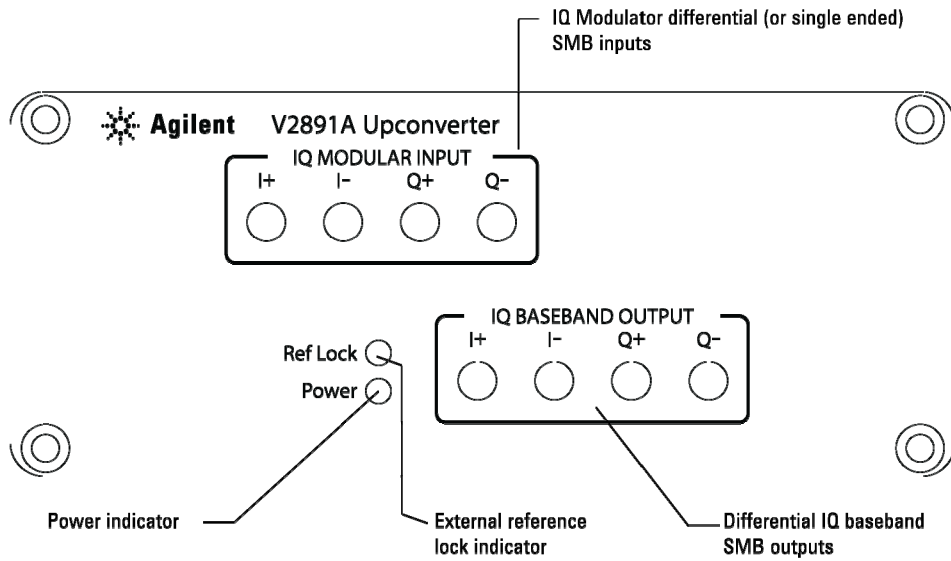 IQ Modulator differential (or single ended)
SMB inputs
Agilent V2891A Upconverter
IQ MODULAR INPUT
I+ I- Q+ Q-
IQ BASEBAND OUTPUT
I+ I- Q+ Q-
Ref Lock
Power
Power indicator
External reference
lock indicator
Differential IQ baseband
SMB outputs